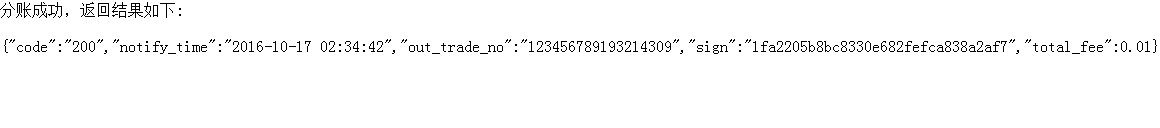 分账成功，返回结果如下:
{"code":"200","notify_time":"2016-10-17 02:34:42","out_trade_no":"123456789193214309","sign":"1fa2205b8bc8330e682fefca838a2af7","total_fee":0.01}